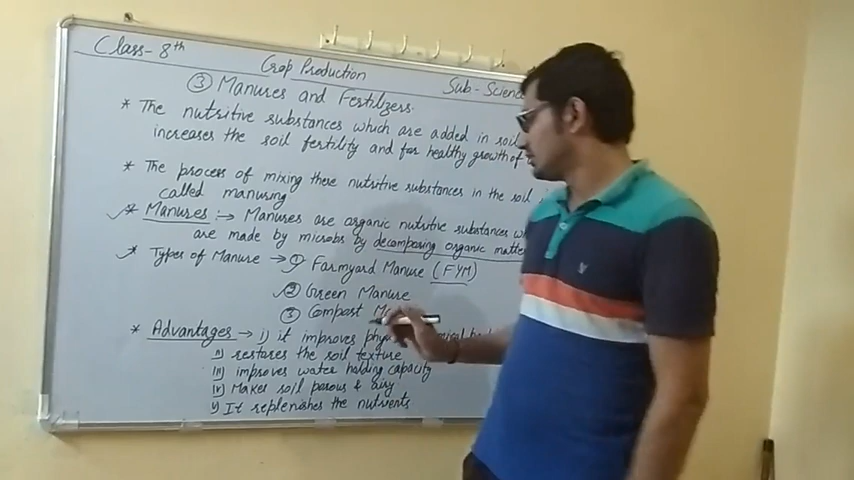 Class- 8th
Crop Production
Sub- Science
③ Manures and Fertilizers.
* The nutritive substances which are added in soil
increases the soil fertility and for healthy growth of
* The process of mixing these nutritive substances in the soil
called manuring
* Manures :→ Manures are organic nutritive substances
are made by microbs by decomposing organic matter
* Types of Manure → ① Farmyard Manure (FYM)
② Green Manure
③ Compost
* Advantages → i) it improves
ii) restores the soil texture
iii) improves water holding capacity
iv) Makes soil porous & airy
v) It replenishes the nutrients